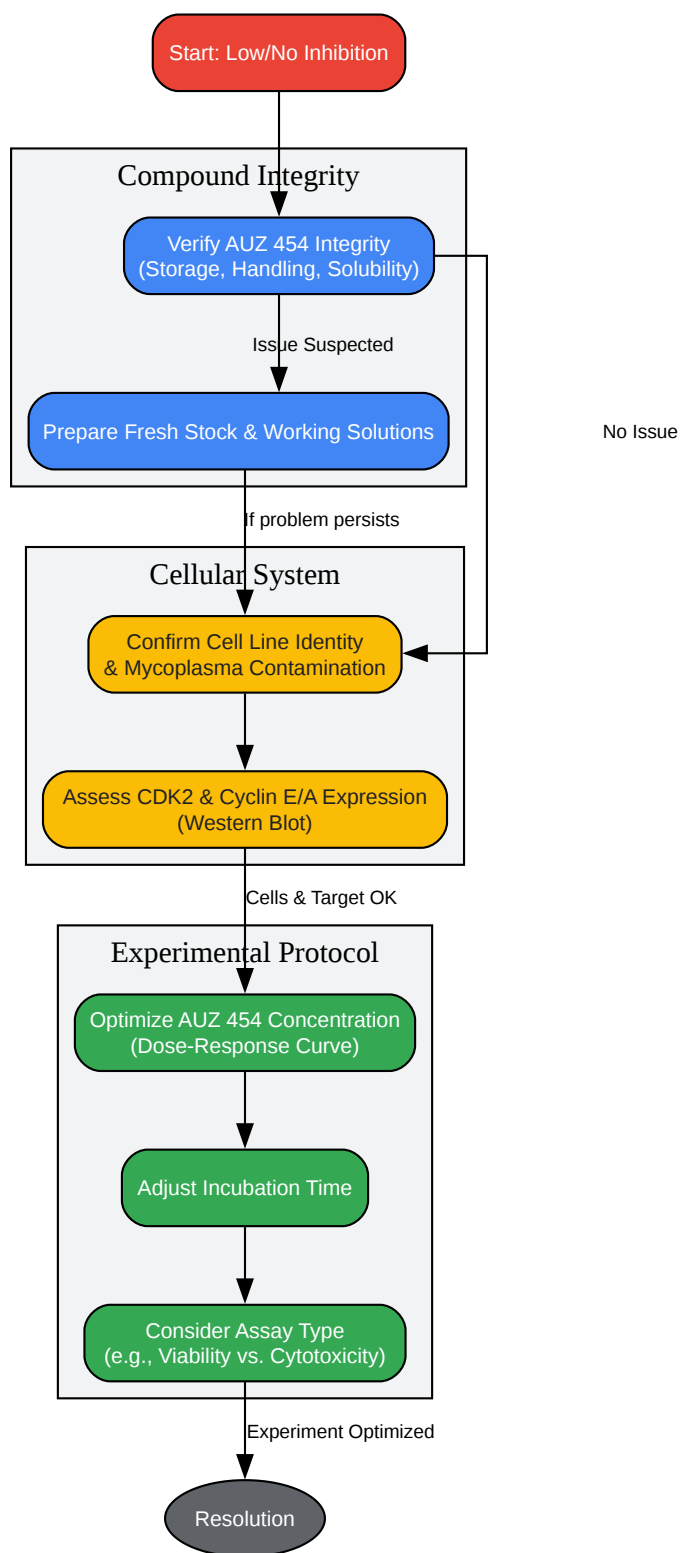 Start: Low/No Inhibition
Compound Integrity
Verify AUZ 454 Integrity
(Storage, Handling, Solubility)
Issue Suspected
Prepare Fresh Stock & Working Solutions
No Issue
If problem persists
Cellular System
Confirm Cell Line Identity
& Mycoplasma Contamination
Assess CDK2 & Cyclin E/A Expression
(Western Blot)
Cells & Target OK
Experimental Protocol
Optimize AUZ 454 Concentration
(Dose-Response Curve)
Adjust Incubation Time
Consider Assay Type
(e.g., Viability vs. Cytotoxicity)
Experiment Optimized
Resolution